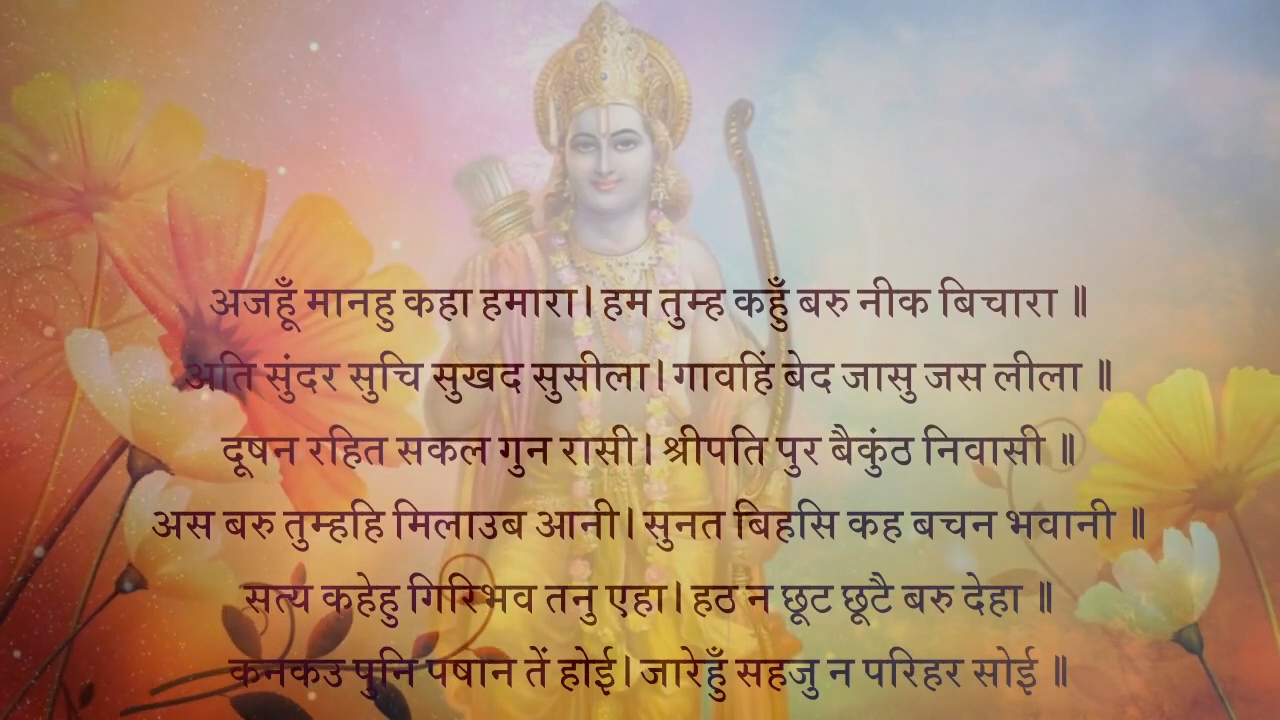 अजहूँ मानहु कहा हमारा। हम तुम्ह कहुँ बरु नीक बिचारा ॥
अति सुंदर सुचि सुखद सुसीला। गावहिं बेद जासु जस लीला ॥
दूषन रहित सकल गुन रासी। श्रीपति पुर बैकुंठ निवासी ॥
अस बरु तुम्हहि मिलाउब आनी। सुनत बिहसि कह बचन भवानी ॥
सत्य कहेहु गिरिभव तनु एहा। हठ न छूट छूटै बरु देहा ॥
कनकउ पुनि पषान तें होई। जारेहुँ सहजु न परिहर सोई ॥